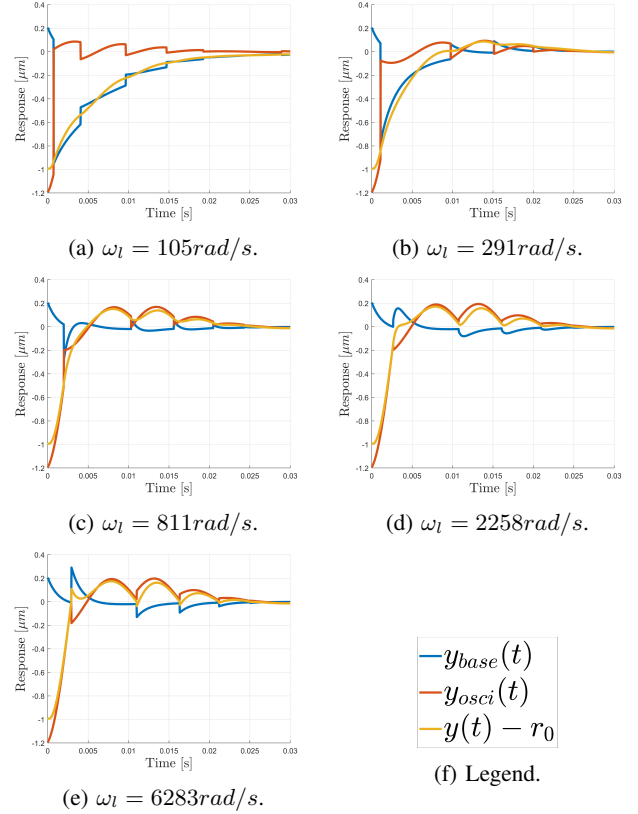 0.4
0.2
0
-0.2
-0.4
-0.6
-0.8
-1
-1.2
Response [μm]
0 0.005 0.01 0.015 0.02 0.025 0.03
Time [s]
(a) ω_l = 105rad/s.
0.4
0.2
0
-0.2
-0.4
-0.6
-0.8
-1
-1.2
Response [μm]
0 0.005 0.01 0.015 0.02 0.025 0.03
Time [s]
(b) ω_l = 291rad/s.
0.4
0.2
0
-0.2
-0.4
-0.6
-0.8
-1
-1.2
Response [μm]
0 0.005 0.01 0.015 0.02 0.025 0.03
Time [s]
(c) ω_l = 811rad/s.
0.4
0.2
0
-0.2
-0.4
-0.6
-0.8
-1
-1.2
Response [μm]
0 0.005 0.01 0.015 0.02 0.025 0.03
Time [s]
(d) ω_l = 2258rad/s.
0.4
0.2
0
-0.2
-0.4
-0.6
-0.8
-1
-1.2
Response [μm]
0 0.005 0.01 0.015 0.02 0.025 0.03
Time [s]
(e) ω_l = 6283rad/s.
y_base(t)
y_osci(t)
y(t) − r_0
(f) Legend.